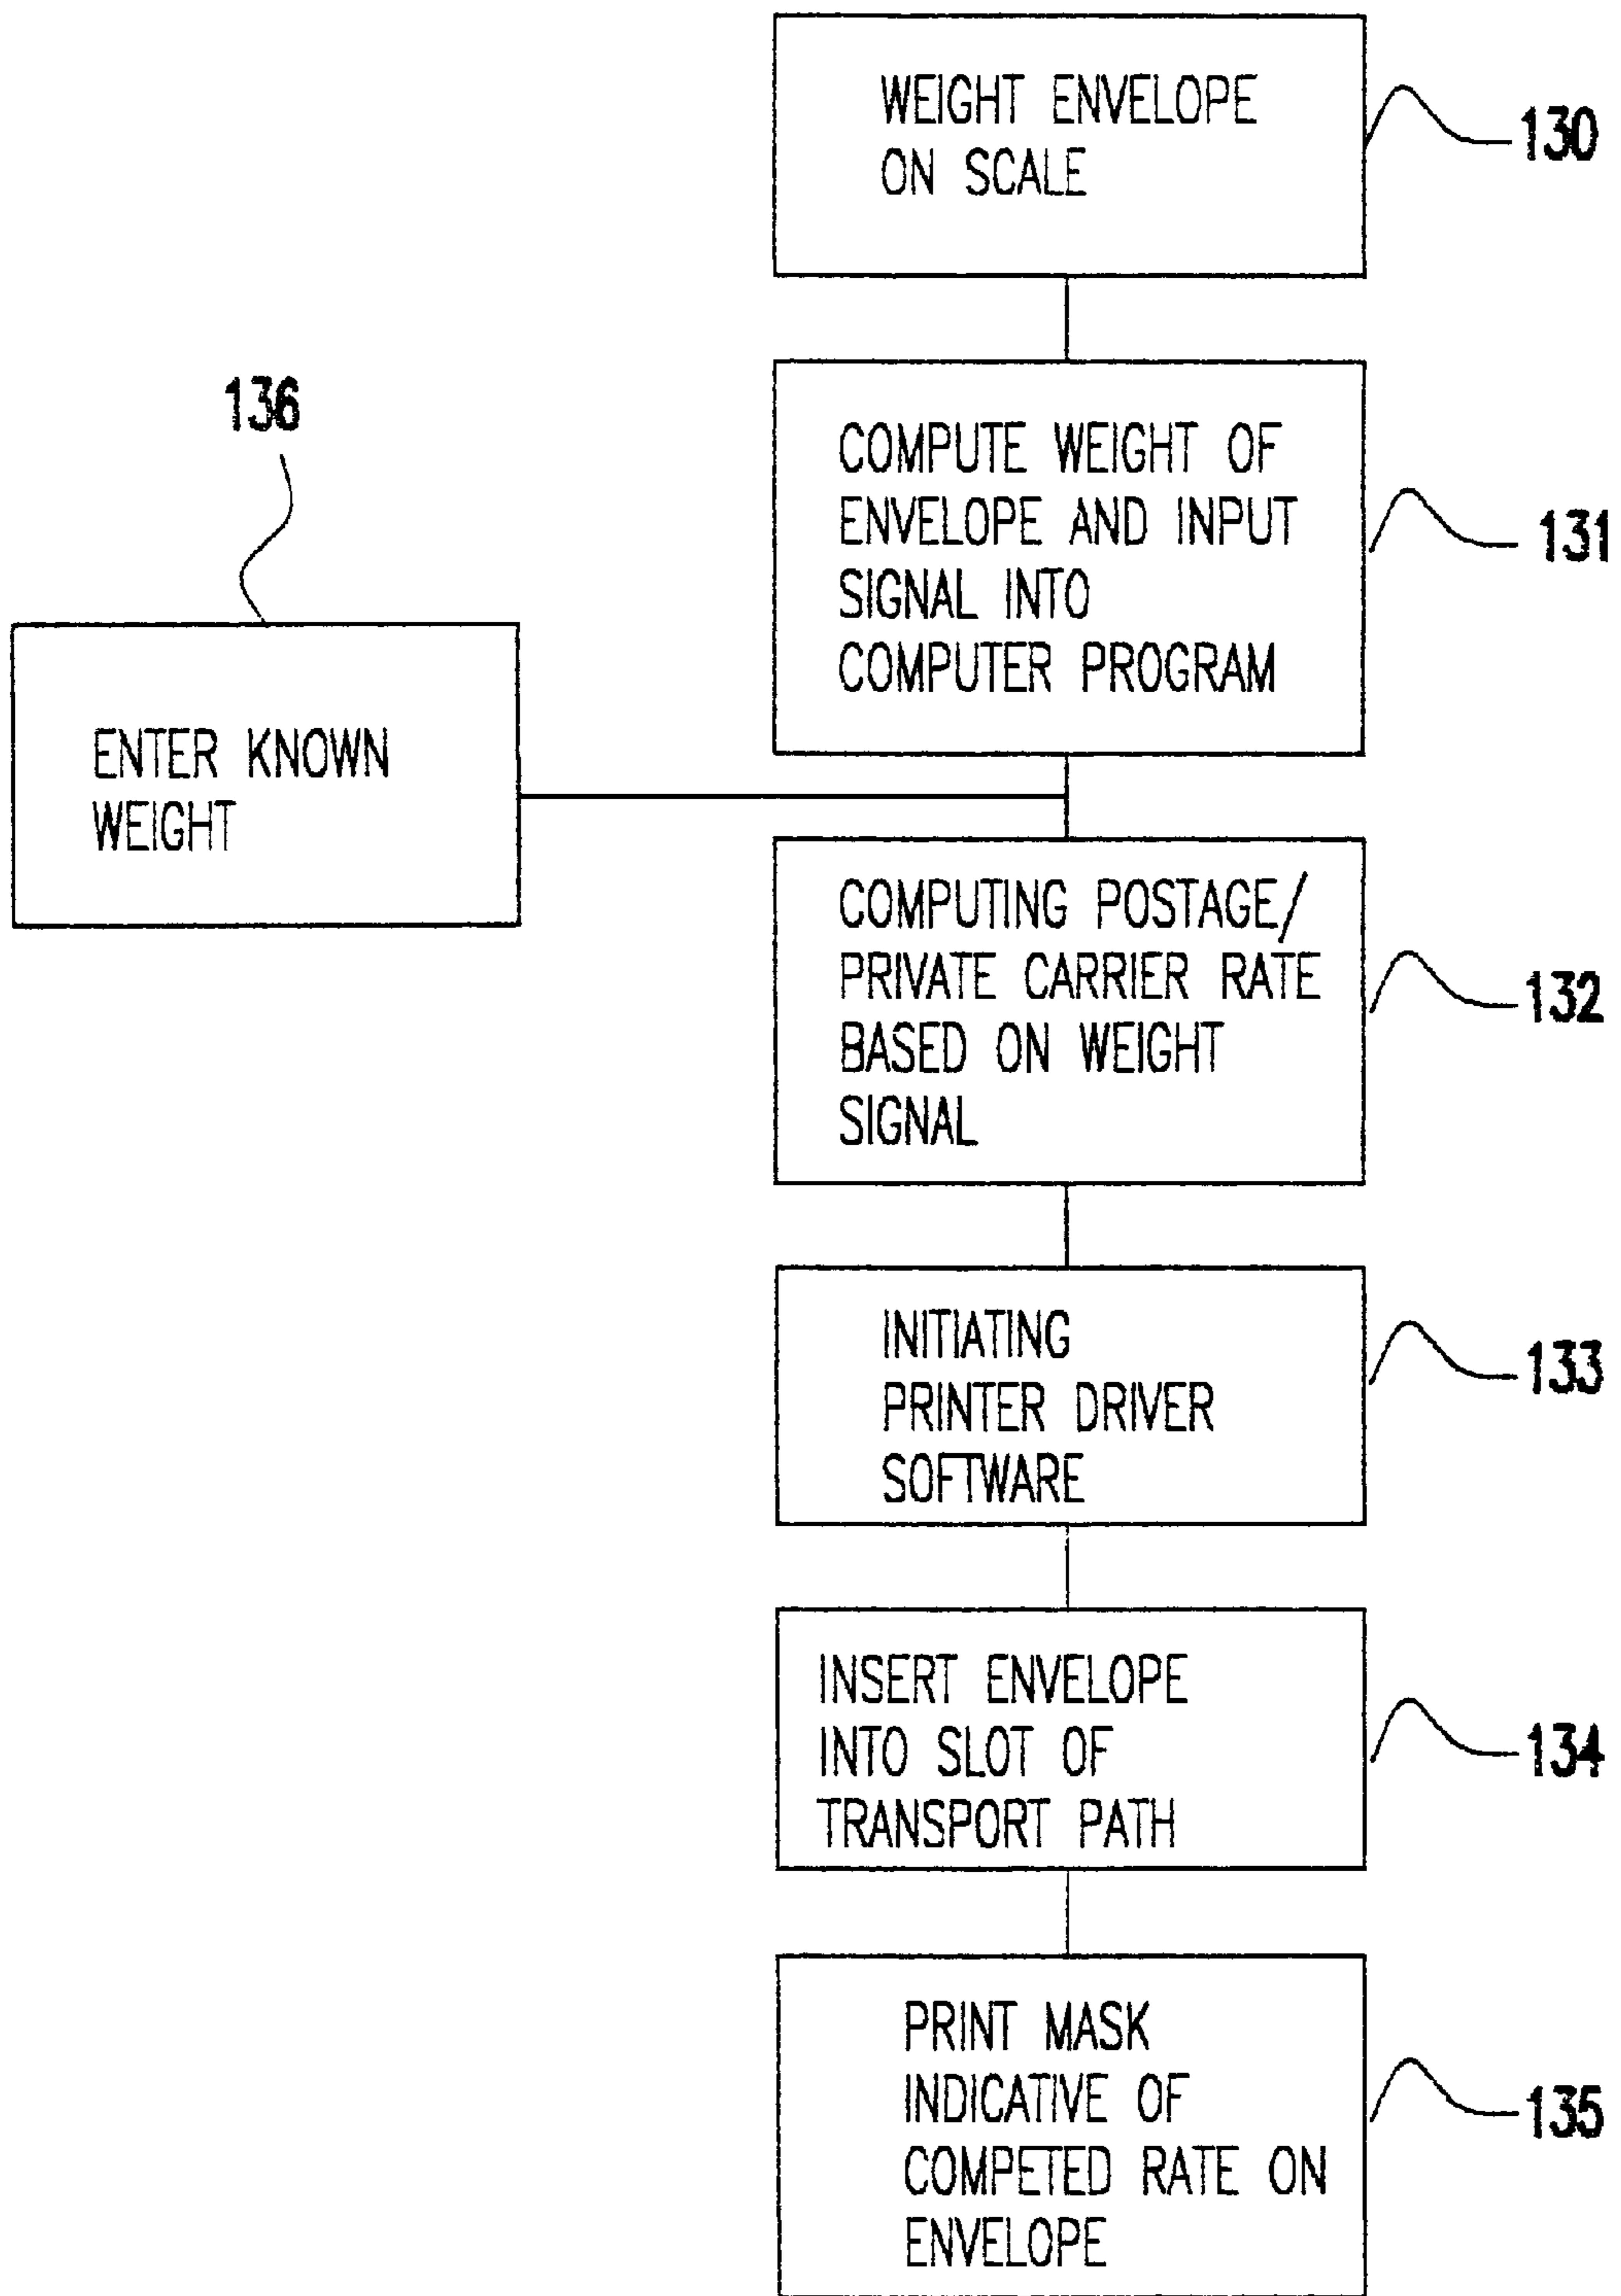 WEIGHT ENVELOPE
ON SCALE
130
136
COMPUTE WEIGHT OF
ENVELOPE AND INPUT
SIGNAL INTO
COMPUTER PROGRAM
131
ENTER KNOWN
WEIGHT
COMPUTING POSTAGE/
PRIVATE CARRIER RATE
BASED ON WEIGHT
SIGNAL
132
INITIATING
PRINTER DRIVER
SOFTWARE
133
INSERT ENVELOPE
INTO SLOT OF
TRANSPORT PATH
134
PRINT MASK
INDICATIVE OF
COMPETED RATE ON
ENVELOPE
135